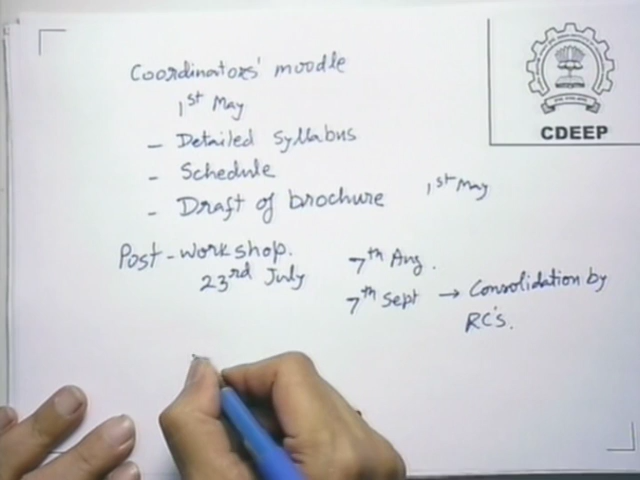 Coordinators' moodle
1st May
- Detailed Syllabus
- Schedule
- Draft of brochure 1st May
Post-workshop.
23rd July
7th Aug.
7th Sept → Consolidation by
RC's.
CDEEP